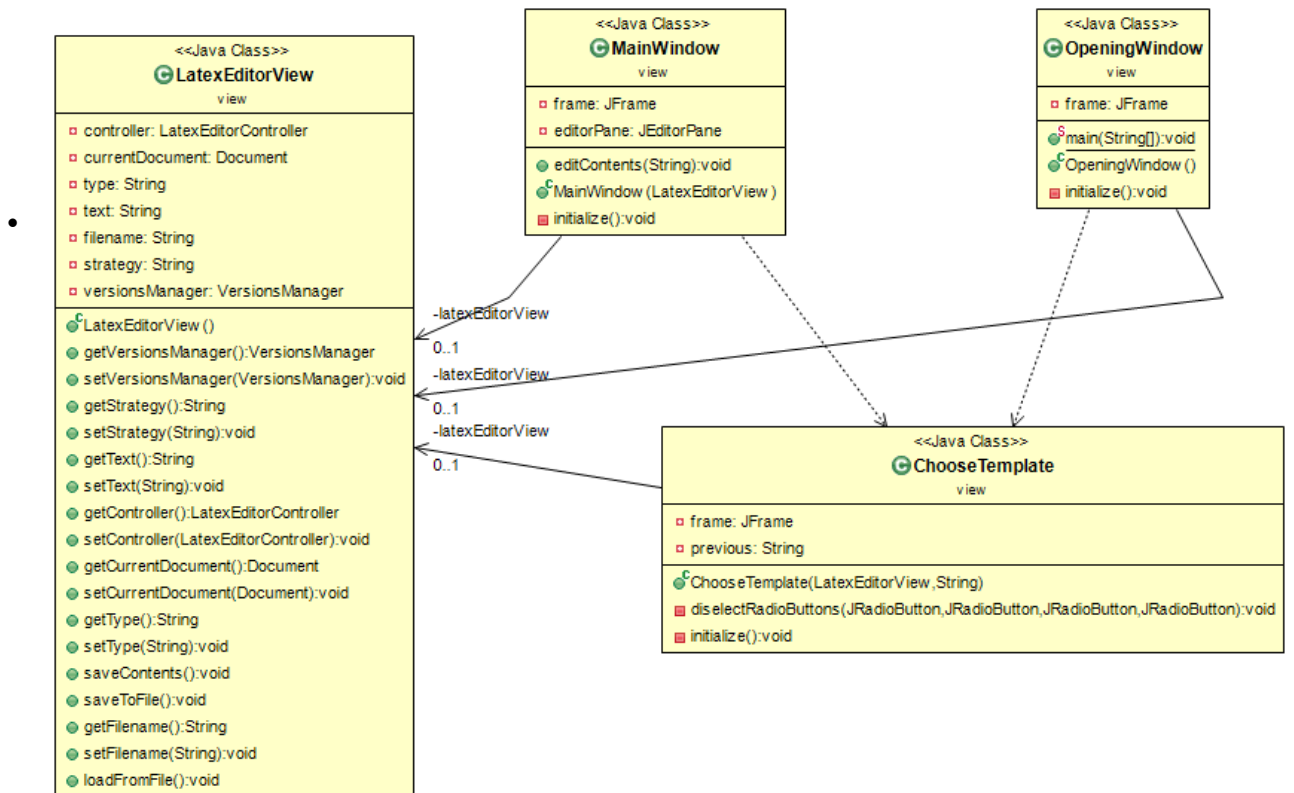 <<Java Class>>
LatexEditorView
view
controller: LatexEditorController
currentDocument: Document
type: String
text: String
filename: String
strategy: String
versionsManager: VersionsManager
LatexEditorView()
getVersionsManager():VersionsManager
setVersionsManager(VersionsManager):void
getStrategy():String
setStrategy(String):void
getText():String
setText(String):void
getController():LatexEditorController
setController(LatexEditorController):void
getCurrentDocument():Document
setCurrentDocument(Document):void
getType():String
setType(String):void
saveContents():void
saveToFile():void
getFilename():String
setFilename(String):void
loadFromFile():void
<<Java Class>>
MainWindow
view
frame: JFrame
editorPane: JEditorPane
editContents(String):void
MainWindow(LatexEditorView)
initialize():void
<<Java Class>>
OpeningWindow
view
frame: JFrame
main(String[]):void
OpeningWindow()
initialize():void
-latexEditorView
0..1
-latexEditorView
0..1
-latexEditorView
0..1
<<Java Class>>
ChooseTemplate
view
frame: JFrame
previous: String
ChooseTemplate(LatexEditorView,String)
diselectRadioButtons(JRadioButton,JRadioButton,JRadioButton,JRadioButton):void
initialize():void